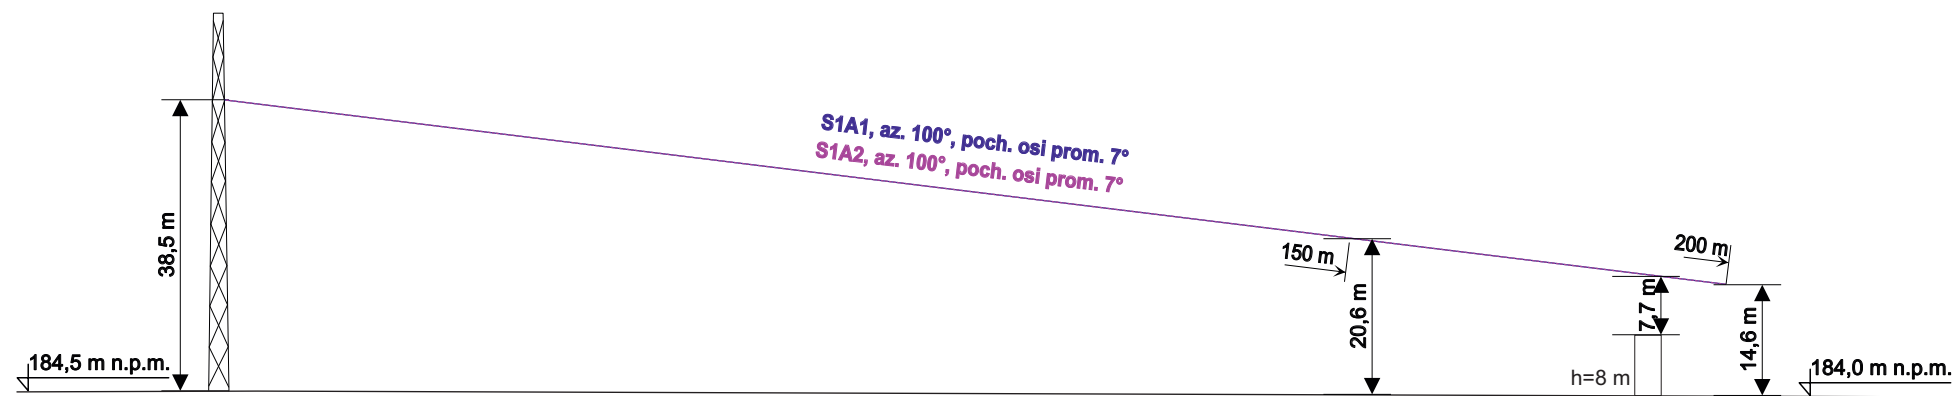 S1A1, az. 100°, poch. osi prom. 7°
S1A2, az. 100°, poch. osi prom. 7°
38,5 m
150 m
200 m
20,6 m
7,7 m
14,6 m
184,5 m n.p.m.
h=8 m
184,0 m n.p.m.